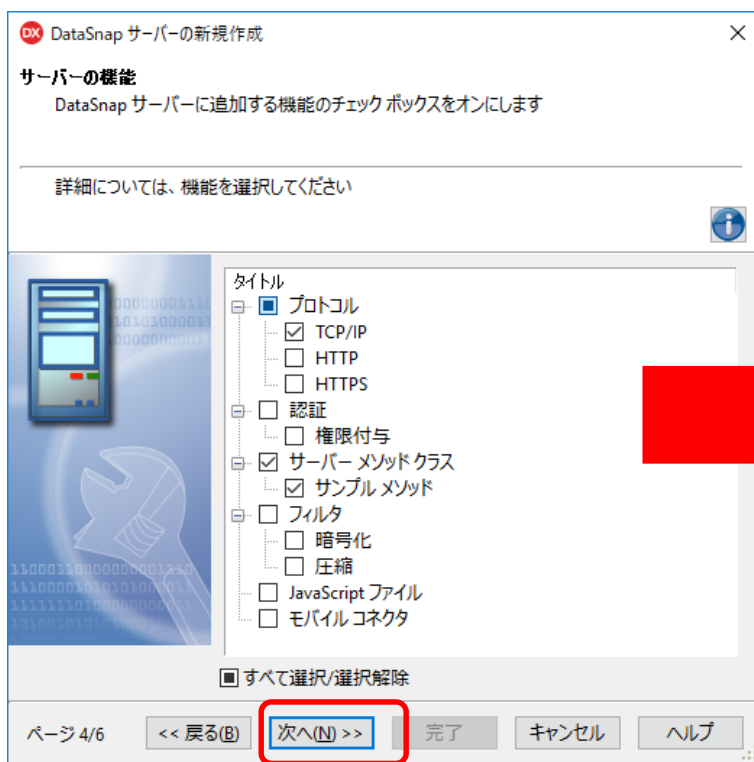 DX DataSnap サーバーの新規作成
サーバーの機能
DataSnap サーバーに追加する機能のチェック ボックスをオンにします
詳細については、機能を選択してください
タイトル
プロトコル
TCP/IP
HTTP
HTTPS
認証
権限付与
サーバー メソッド クラス
サンプル メソッド
フィルタ
暗号化
圧縮
JavaScript ファイル
モバイル コネクタ
すべて選択/選択解除
ページ 4/6 << 戻る(B) 次へ(N) >> 完了 キャンセル ヘルプ